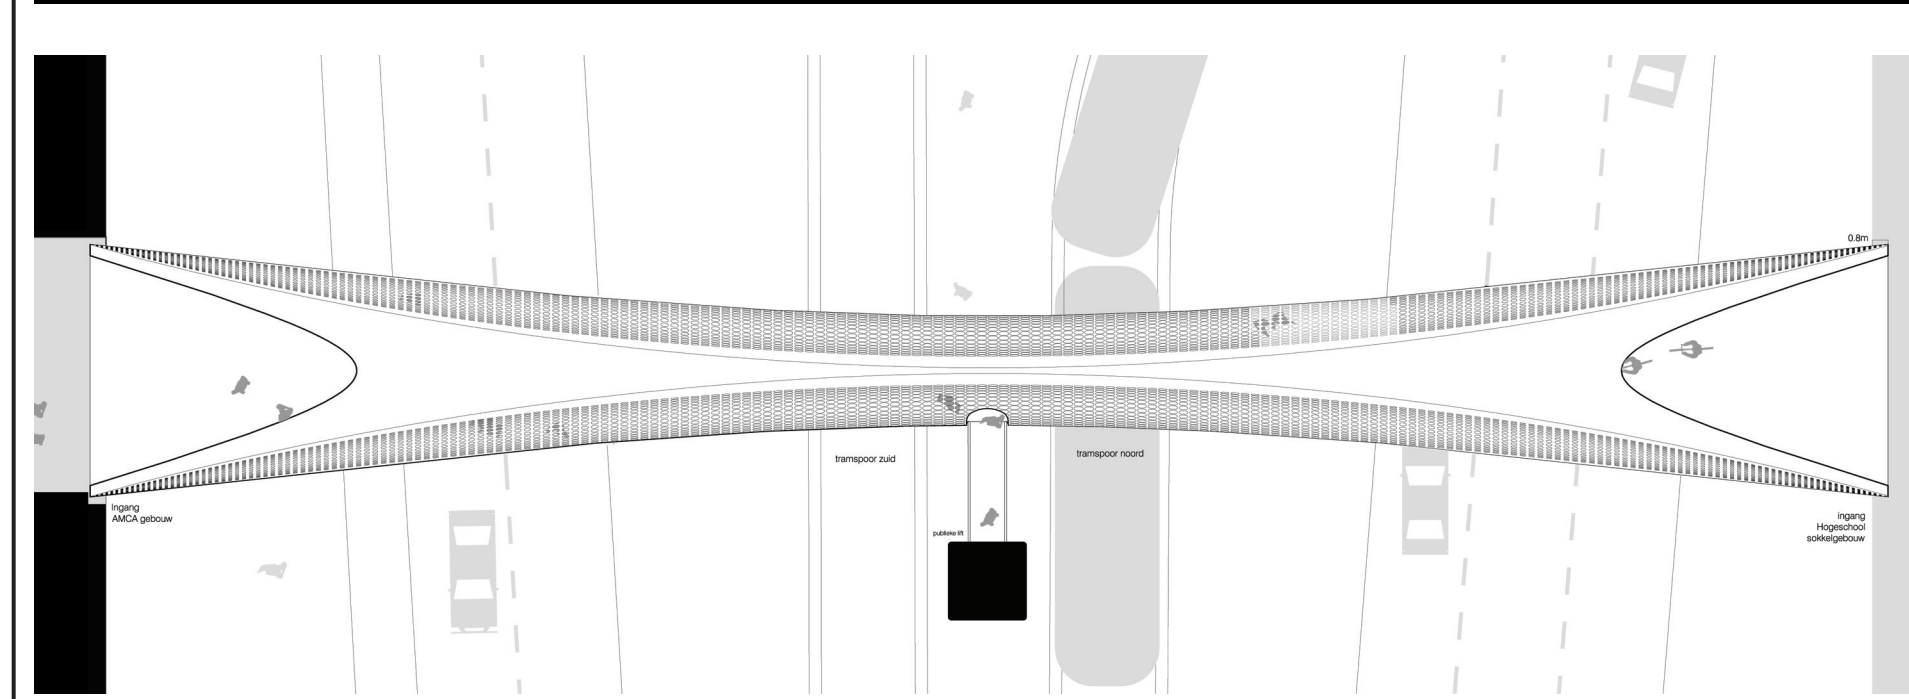 0.8m
tramspoor zuid
tramspoor noord
Ingang
AMCA gebouw
publieke lift
ingang
Hogeschool
sokkelgebouw